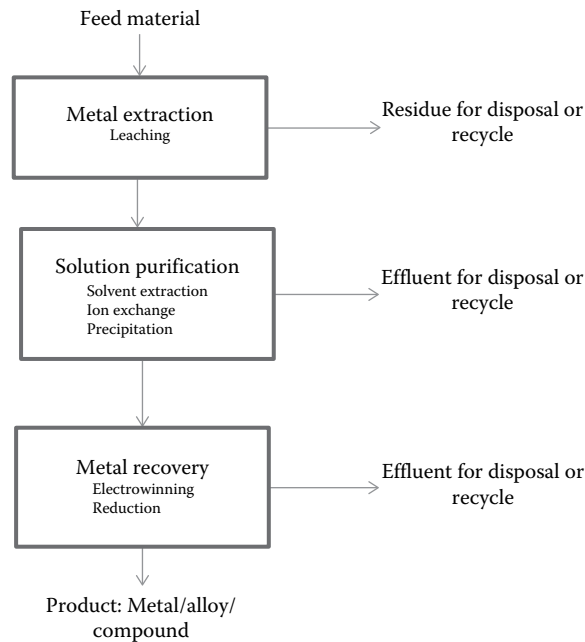 Feed material
Metal extraction
Leaching
Residue for disposal or
recycle
Solution purification
Solvent extraction
Ion exchange
Precipitation
Effluent for disposal or
recycle
Metal recovery
Electrowinning
Reduction
Effluent for disposal or
recycle
Product: Metal/alloy/
compound